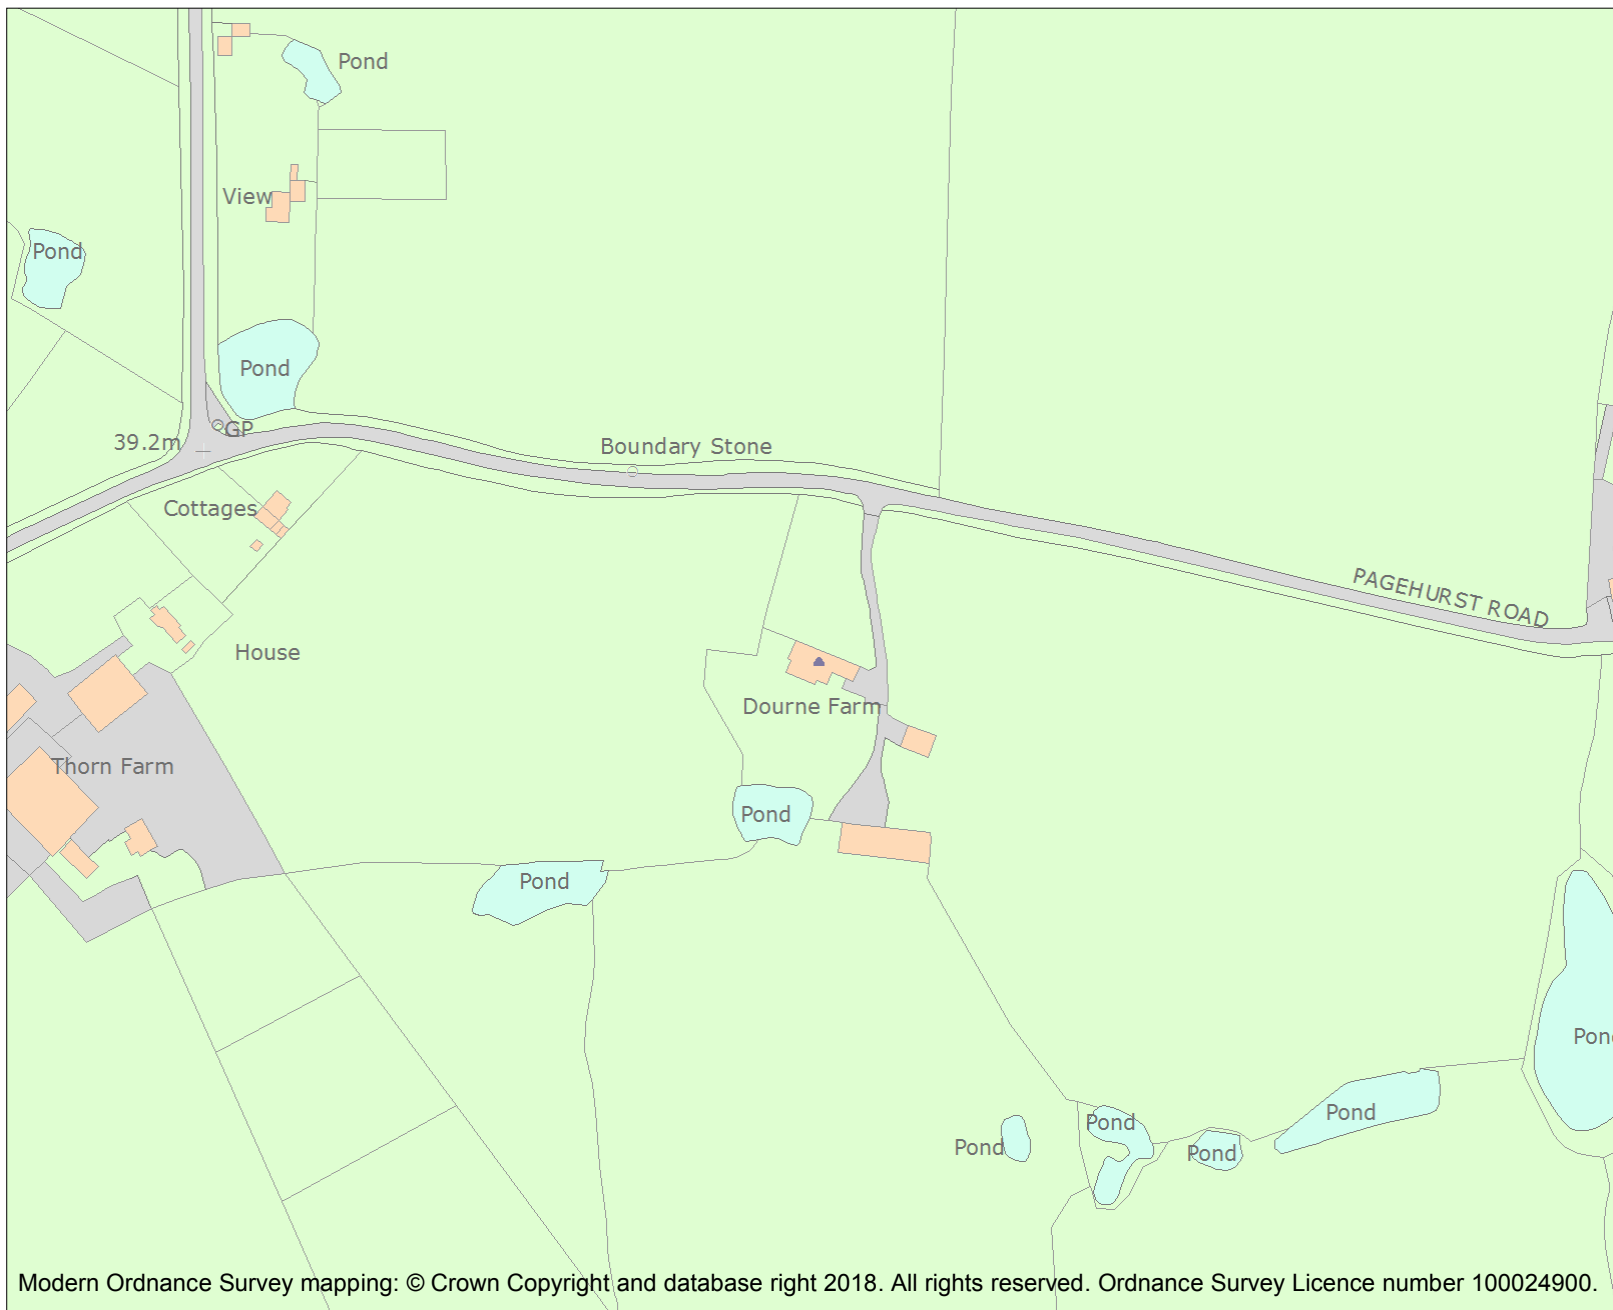 Pond
View
Pond
Pond
GP
39.2m
Boundary Stone
Cottages
PAGEHURST ROAD
House
Dourne Farm
Thorn Farm
Pond
Pond
Pond
Pond
Pond
Pond
Pon
Modern Ordnance Survey mapping: © Crown Copyright and database right 2018. All rights reserved. Ordnance Survey Licence number 100024900.